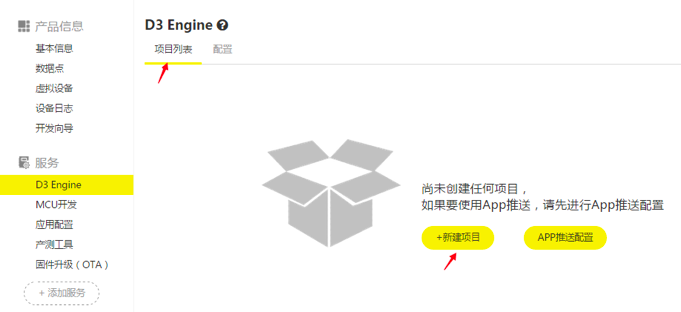 产品信息
基本信息
数据点
虚拟设备
设备日志
开发向导
服务
D3 Engine
MCU开发
应用配置
产测工具
固件升级（OTA）
+ 添加服务
D3 Engine ?
项目列表 配置
尚未创建任何项目，
如果要使用App推送，请先进行App推送配置
+新建项目 APP推送配置